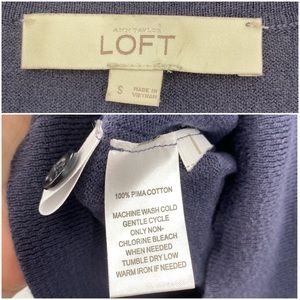 ANN TAYLOR
LOFT
S
MADE IN
VIETNAM
100% PIMA COTTON
MACHINE WASH COLD
GENTLE CYCLE
ONLY NON-
CHLORINE BLEACH
WHEN NEEDED
TUMBLE DRY LOW
WARM IRON IF NEEDED